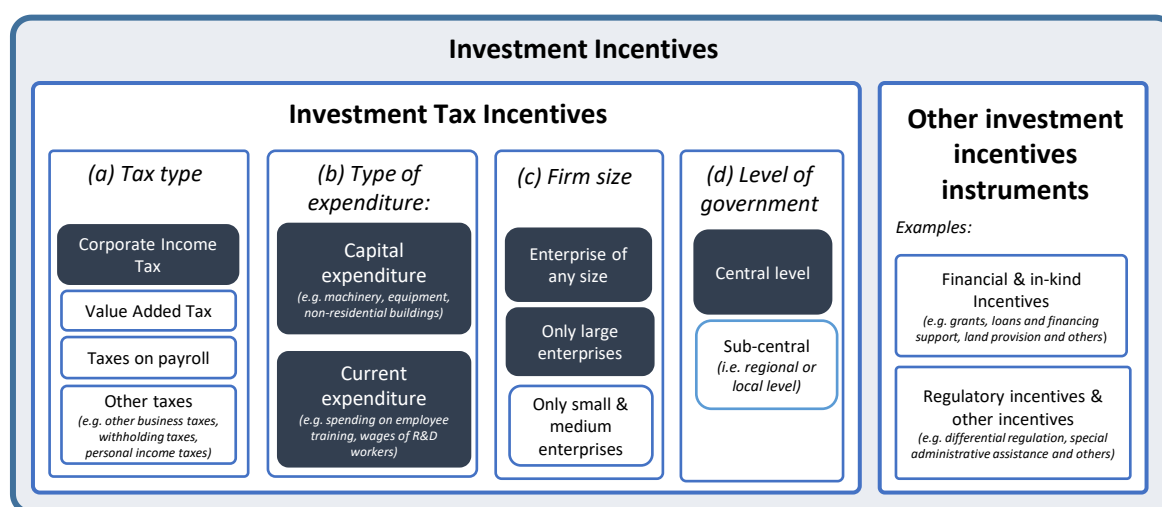 Investment Incentives
Investment Tax Incentives
(a) Tax type
Corporate Income
Tax
Value Added Tax
Taxes on payroll
Other taxes
(e.g. other business taxes,
withholding taxes,
personal income taxes)
(b) Type of
expenditure:
Capital
expenditure
(e.g. machinery, equipment,
non-residential buildings)
Current
expenditure
(e.g. spending on employee
training, wages of R&D
workers)
(c) Firm size
Enterprise of
any size
Only large
enterprises
Only small &
medium
enterprises
(d) Level of
government
Central level
Sub-central
(i.e. regional or
local level)
Other investment
incentives
instruments
Examples:
Financial & in-kind
Incentives
(e.g. grants, loans and financing
support, land provision and others)
Regulatory incentives &
other incentives
(e.g. differential regulation, special
administrative assistance and others)